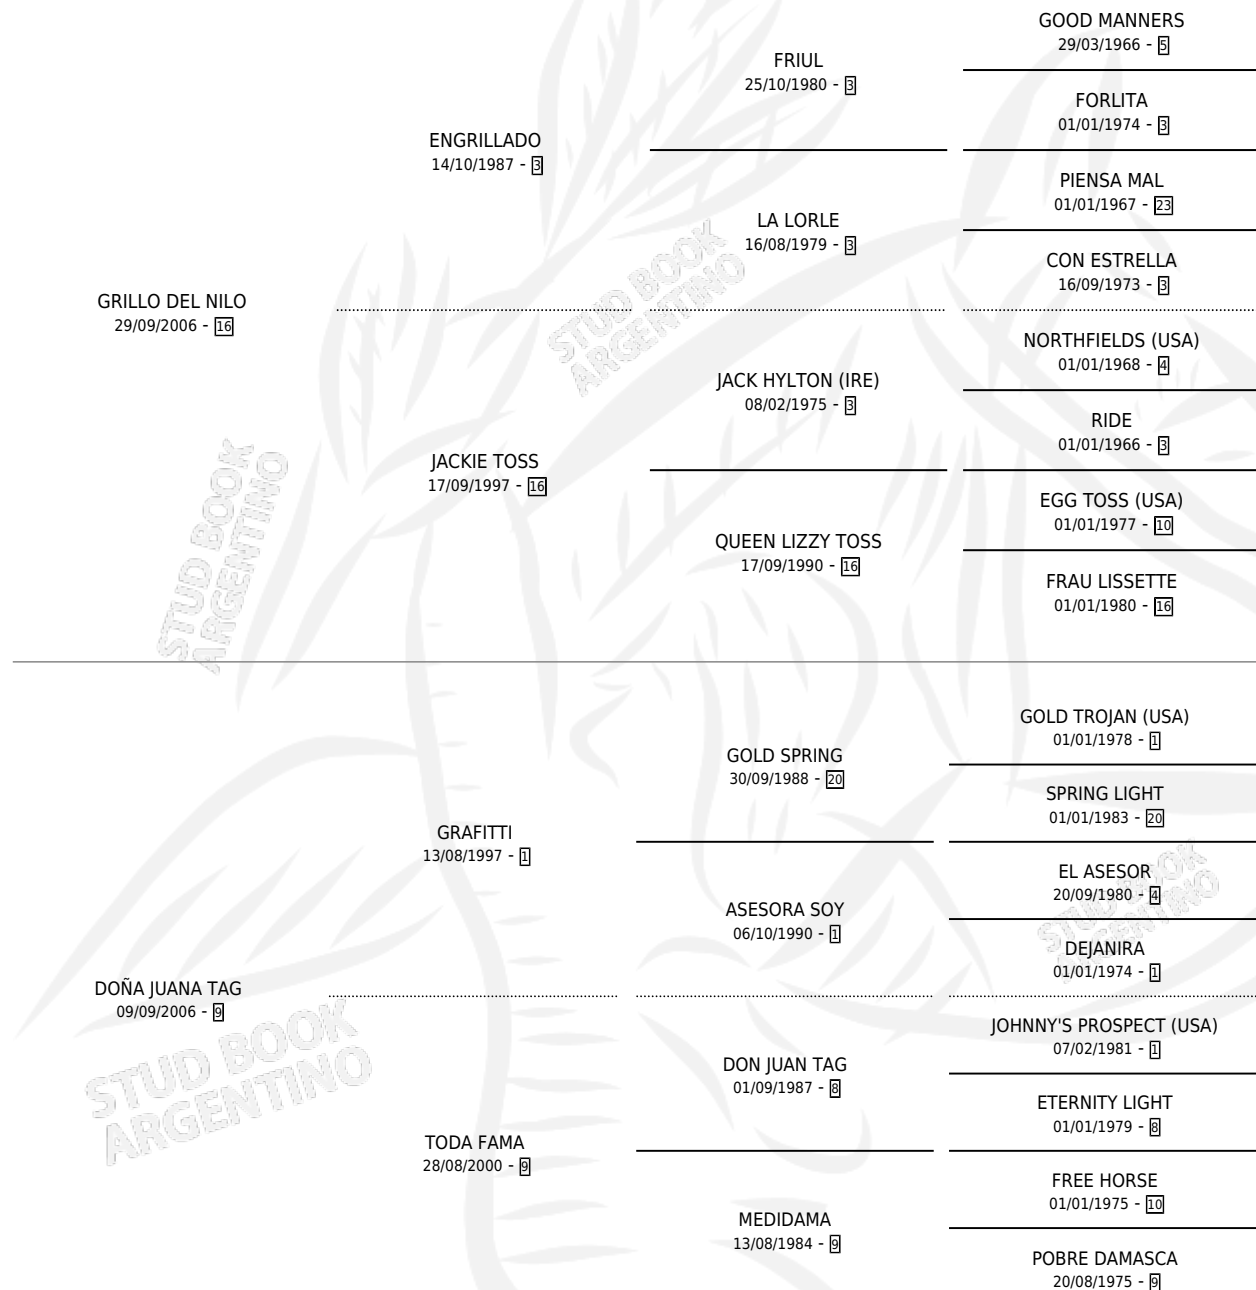 GOOD MANNERS
29/03/1966 - 5
FRIUL
25/10/1980 - 3
FORLITA
01/01/1974 - 3
ENGRILLADO
14/10/1987 - 3
PIENSA MAL
01/01/1967 - 23
LA LORLE
16/08/1979 - 3
CON ESTRELLA
16/09/1973 - 3
GRILLO DEL NILO
29/09/2006 - 16
STUD BOOK
ARGENTINO
NORTHFIELDS (USA)
01/01/1968 - 4
JACK HYLTON (IRE)
08/02/1975 - 3
RIDE
01/01/1966 - 3
JACKIE TOSS
17/09/1997 - 16
EGG TOSS (USA)
01/01/1977 - 10
QUEEN LIZZY TOSS
17/09/1990 - 16
FRAU LISSETTE
01/01/1980 - 16
STUD BOOK
ARGENTINO
GOLD TROJAN (USA)
01/01/1978 - 1
GOLD SPRING
30/09/1988 - 20
SPRING LIGHT
01/01/1983 - 20
GRAFITTI
13/08/1997 - 1
EL ASESOR
20/09/1980 - 4
ASESORA SOY
06/10/1990 - 1
STUD BOOK
ARGENTINO
DEJANIRA
01/01/1974 - 1
DOÑA JUANA TAG
09/09/2006 - 9
STUD BOOK
ARGENTINO
JOHNNY'S PROSPECT (USA)
07/02/1981 - 1
DON JUAN TAG
01/09/1987 - 8
ETERNITY LIGHT
01/01/1979 - 8
TODA FAMA
28/08/2000 - 9
FREE HORSE
01/01/1975 - 10
MEDIDAMA
13/08/1984 - 9
POBRE DAMASCA
20/08/1975 - 9